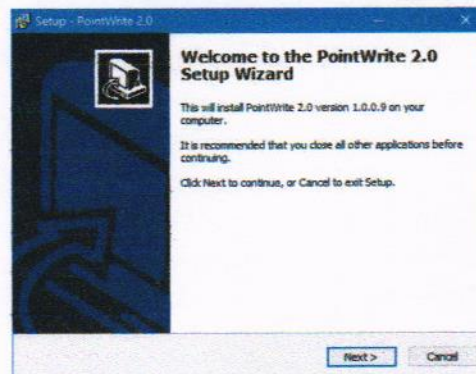 Setup - PointWrite 2.0
Welcome to the PointWrite 2.0
Setup Wizard
This will install PointWrite 2.0 version 1.0.0.9 on your
computer.
It is recommended that you close all other applications before
continuing.
Click Next to continue, or Cancel to exit Setup.
Next >
Cancel